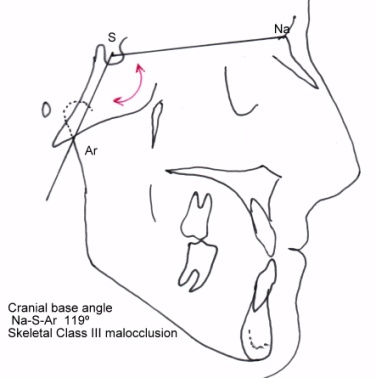 S
Na
Ar
Cranial base angle
Na-S-Ar 119º
Skeletal Class III malocclusion